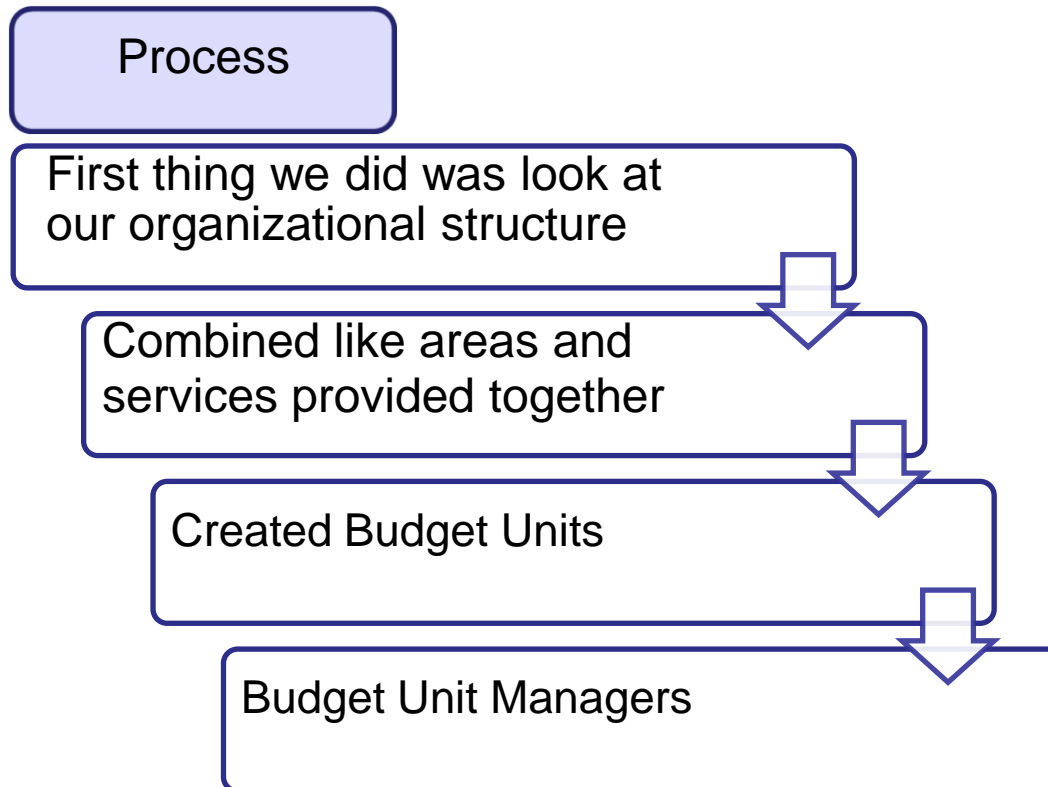 Process
First thing we did was look at
our organizational structure
Combined like areas and
services provided together
Created Budget Units
Budget Unit Managers